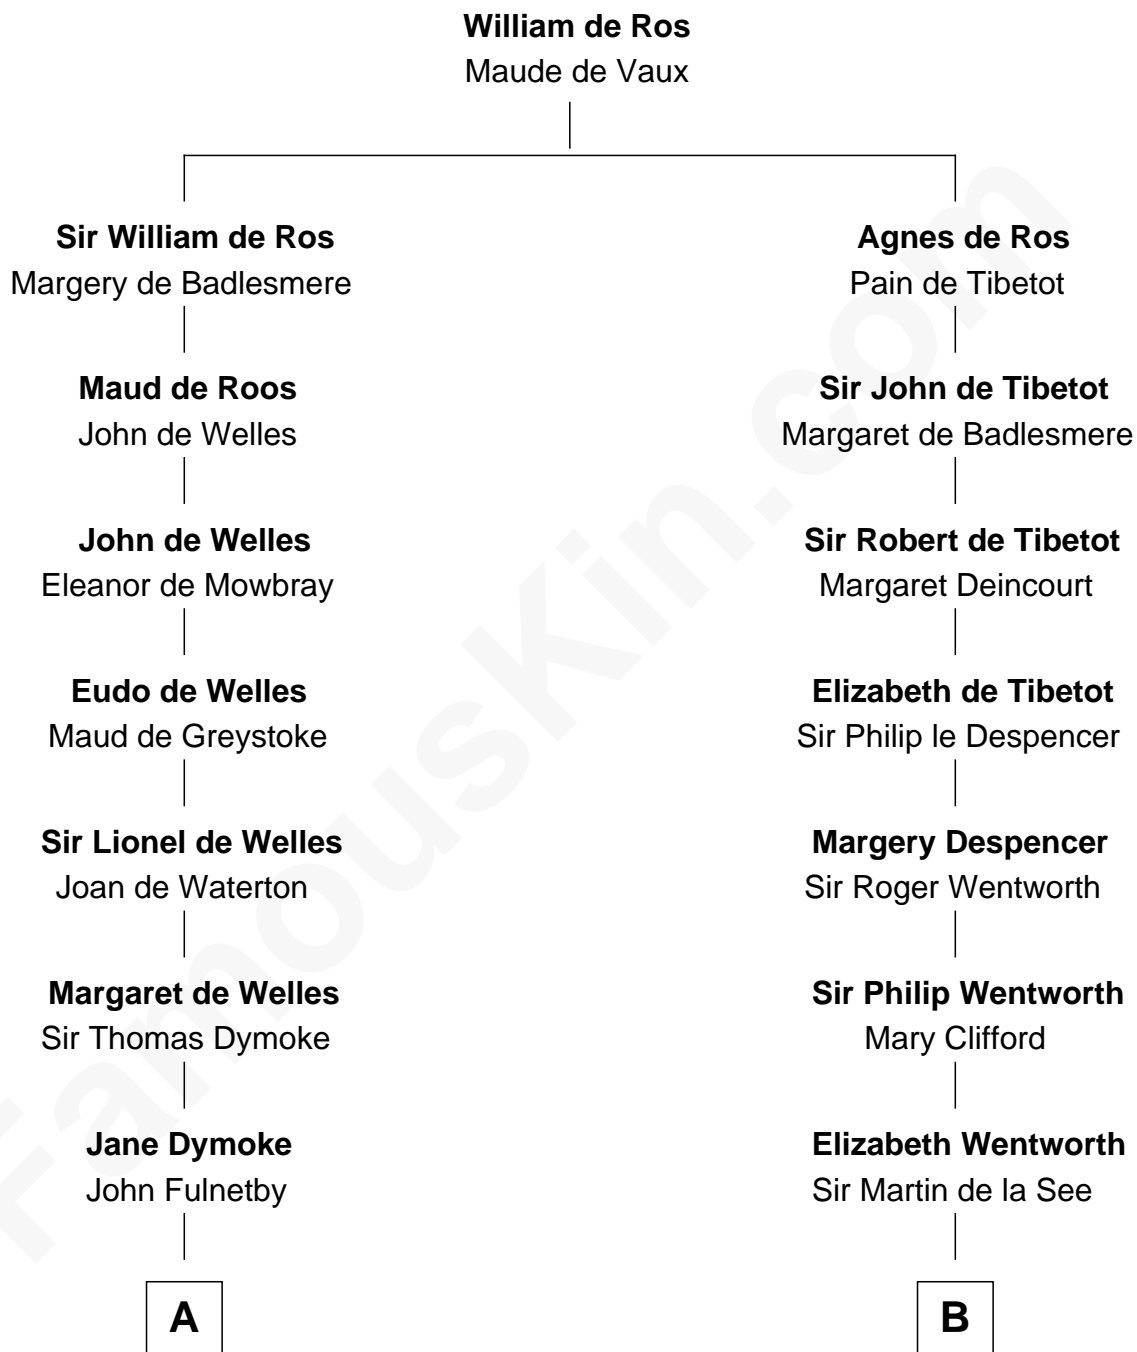 William de Ros
Maude de Vaux
Sir William de Ros
Margery de Badlesmere
Maud de Roos
John de Welles
John de Welles
Eleanor de Mowbray
Eudo de Welles
Maud de Greystoke
Sir Lionel de Welles
Joan de Waterton
Margaret de Welles
Sir Thomas Dymoke
Jane Dymoke
John Fulnetby
A
Agnes de Ros
Pain de Tibetot
Sir John de Tibetot
Margaret de Badlesmere
Sir Robert de Tibetot
Margaret Deincourt
Elizabeth de Tibetot
Sir Philip le Despencer
Margery Despencer
Sir Roger Wentworth
Sir Philip Wentworth
Mary Clifford
Elizabeth Wentworth
Sir Martin de la See
B
FamousKin.com